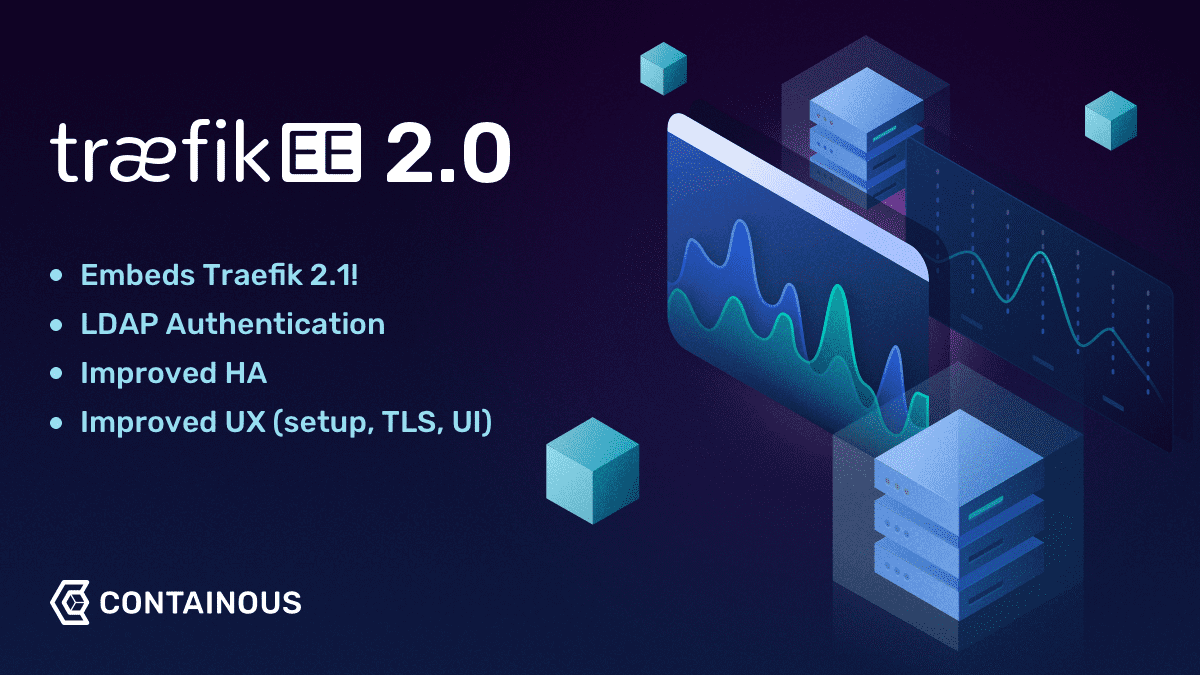 træfik EE 2.0
• Embeds Traefik 2.1!
• LDAP Authentication
• Improved HA
• Improved UX (setup, TLS, UI)
CONTAINOUS